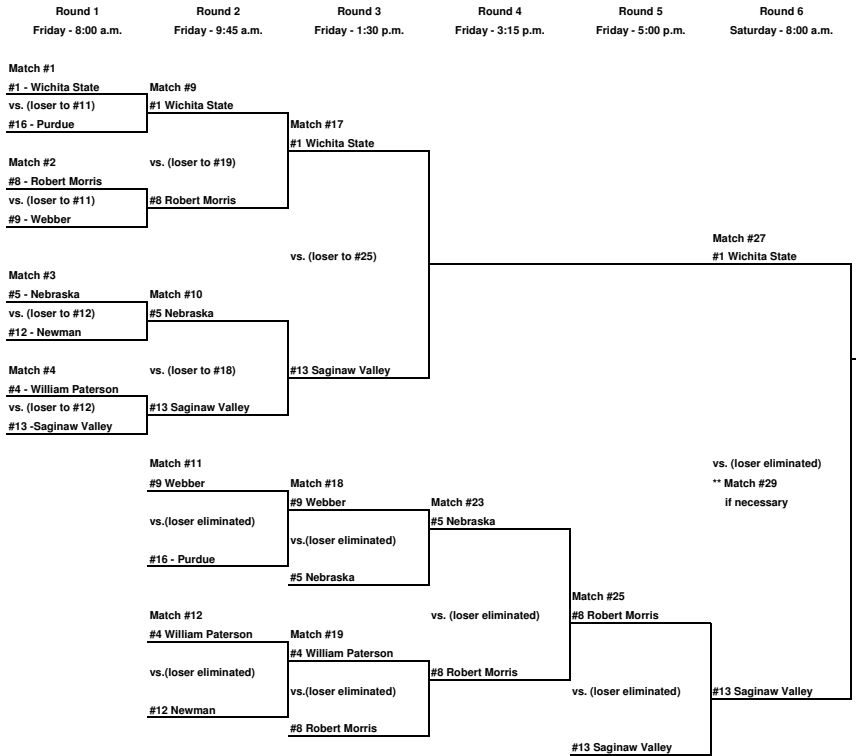 Round 1 Round 2 Round 3 Round 4 Round 5 Round 6
Friday - 8:00 a.m. Friday - 9:45 a.m. Friday - 1:30 p.m. Friday - 3:15 p.m. Friday - 5:00 p.m. Saturday - 8:00 a.m.
Match #1
#1 - Wichita State
vs. (loser to #11)
#16 - Purdue
Match #2
#8 - Robert Morris
vs. (loser to #11)
#9 - Webber
Match #3
#5 - Nebraska
vs. (loser to #12)
#12 - Newman
Match #4
#4 - William Paterson
vs. (loser to #12)
#13 -Saginaw Valley
Match #9
#1 Wichita State
vs. (loser to #19)
#8 Robert Morris
Match #10
#5 Nebraska
vs. (loser to #18)
#13 Saginaw Valley
Match #11
#9 Webber
vs.(loser eliminated)
#16 - Purdue
Match #12
#4 William Paterson
vs.(loser eliminated)
#12 Newman
Match #17
#1 Wichita State
vs. (loser to #25)
#13 Saginaw Valley
Match #18
#9 Webber
vs.(loser eliminated)
#5 Nebraska
Match #19
#4 William Paterson
vs.(loser eliminated)
#8 Robert Morris
Match #23
#5 Nebraska
vs. (loser eliminated)
#8 Robert Morris
Match #25
#8 Robert Morris
vs. (loser eliminated)
#13 Saginaw Valley
Match #27
#1 Wichita State
vs. (loser eliminated)
** Match #29
if necessary
#13 Saginaw Valley